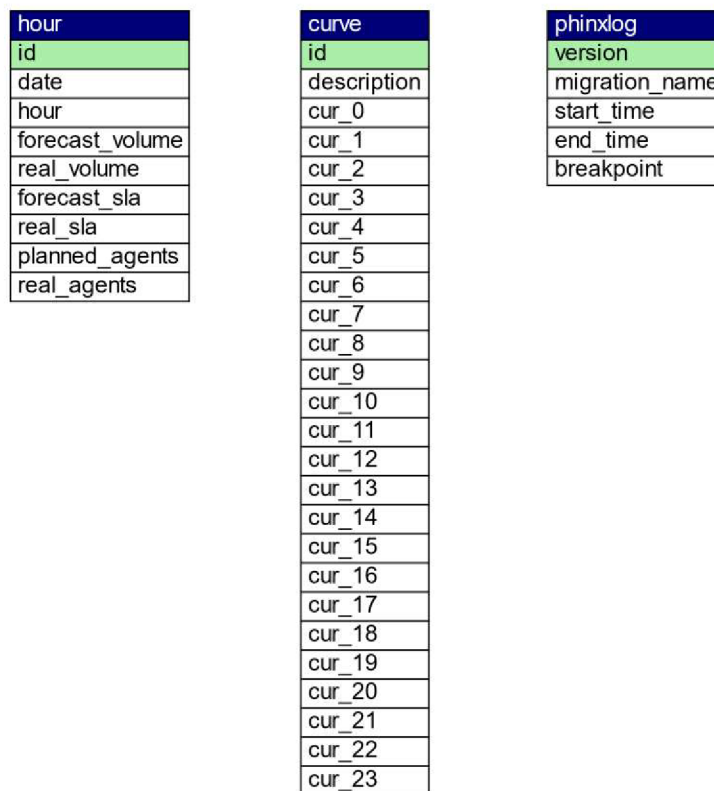 hour
id
date
hour
forecast_volume
real_volume
forecast_sla
real_sla
planned_agents
real_agents
curve
id
description
cur_0
cur_1
cur_2
cur_3
cur_4
cur_5
cur_6
cur_7
cur_8
cur_9
cur_10
cur_11
cur_12
cur_13
cur_14
cur_15
cur_16
cur_17
cur_18
cur_19
cur_20
cur_21
cur_22
cur_23
phinxlog
version
migration_name
start_time
end_time
breakpoint